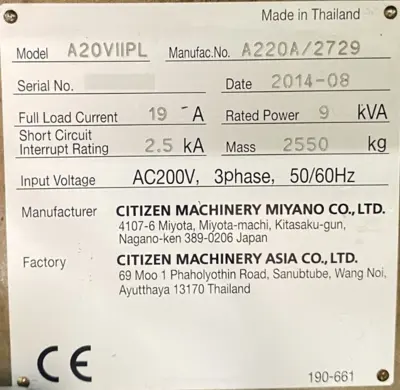 Made in Thailand
Model A20VIIPL Manufac.No. A220A/2729
Serial No. Date 2014-08
Full Load Current 19 A Rated Power 9 kVA
Short Circuit
Interrupt Rating 2.5 kA Mass 2550 kg
Input Voltage AC200V, 3phase, 50/60Hz
Manufacturer CITIZEN MACHINERY MIYANO CO., LTD.
4107-6 Miyota, Miyota-machi, Kitasaku-gun,
Nagano-ken 389-0206 Japan
Factory CITIZEN MACHINERY ASIA CO., LTD.
69 Moo 1 Phaholyothin Road, Sanubtube, Wang Noi,
Ayutthaya 13170 Thailand
CE
190-661